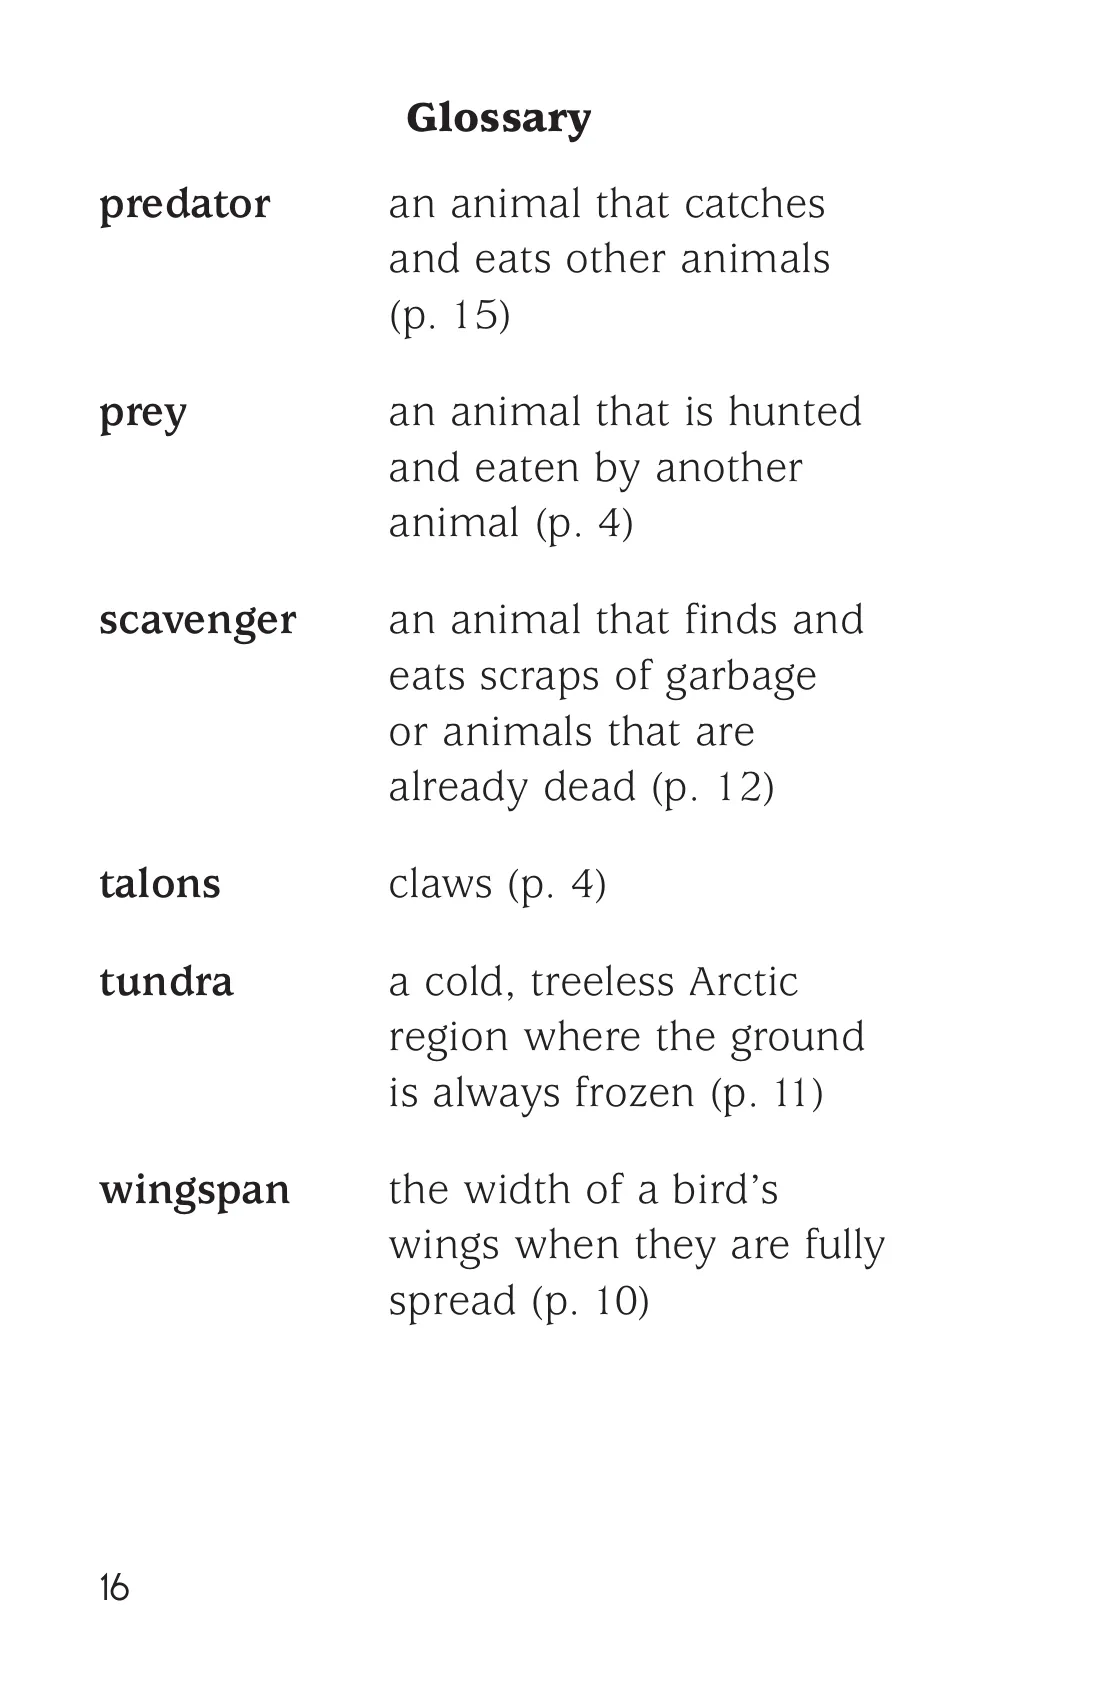 Glossary
predator an animal that catches
and eats other animals
(p. 15)
prey an animal that is hunted
and eaten by another
animal (p. 4)
scavenger an animal that finds and
eats scraps of garbage
or animals that are
already dead (p. 12)
talons claws (p. 4)
tundra a cold, treeless Arctic
region where the ground
is always frozen (p. 11)
wingspan the width of a bird’s
wings when they are fully
spread (p. 10)
16